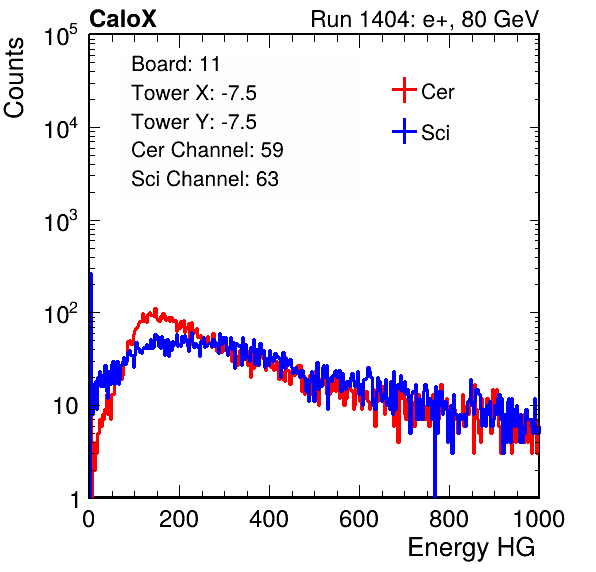 CaloX Run 1404: e+, 80 GeV
Counts
Board: 11
Tower X: -7.5
Tower Y: -7.5
Cer Channel: 59
Sci Channel: 63
Cer
Sci
10^5
10^4
10^3
10^2
10
1
0 200 400 600 800 1000
Energy HG